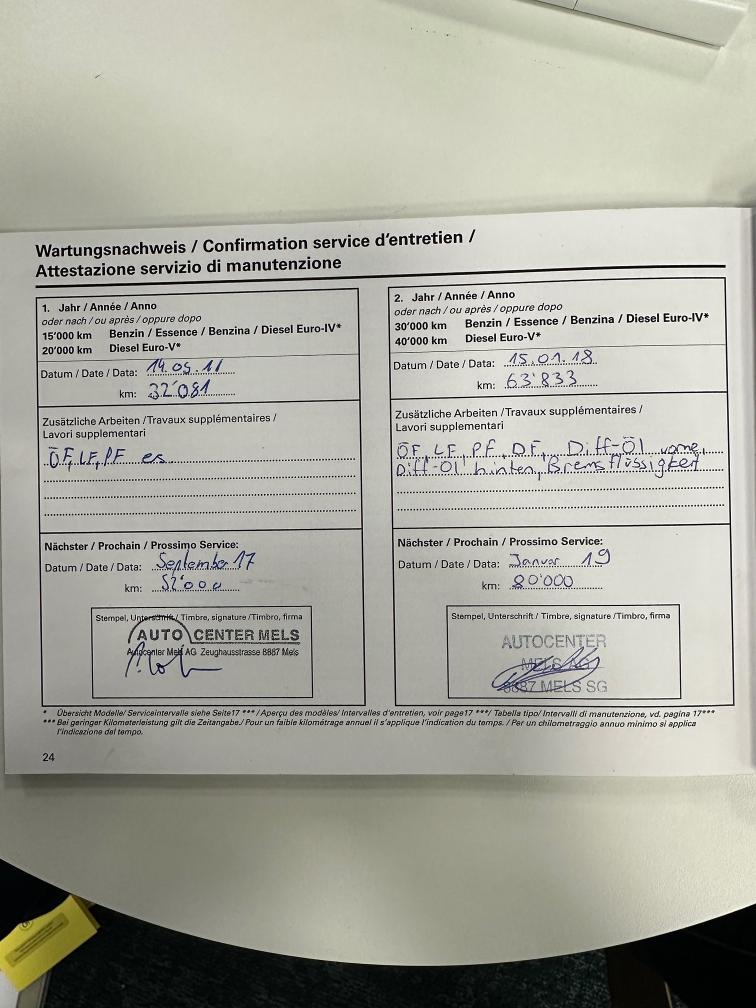 Wartungsnachweis / Confirmation service d'entretien /
Attestazione servizio di manutenzione
1. Jahr / Année / Anno
oder nach / ou après / oppure dopo
15'000 km Benzin / Essence / Benzina / Diesel Euro-IV*
20'000 km Diesel Euro-V*
Datum / Date / Data: 19.05.11
km: 32'081
Zusätzliche Arbeiten / Travaux supplémentaires /
Lavori supplementari
ÖF, LF, PF es
Nächster / Prochain / Prossimo Service:
Datum / Date / Data: September 17
km: 52'000
Stempel, Unterschrift / Timbre, signature / Timbro, firma
AUTO CENTER MELS
Autocenter Mels AG Zeughausstrasse 8887 Mels
2. Jahr / Année / Anno
oder nach / ou après / oppure dopo
30'000 km Benzin / Essence / Benzina / Diesel Euro-IV*
40'000 km Diesel Euro-V*
Datum / Date / Data: 15.01.18
km: 63'833
Zusätzliche Arbeiten / Travaux supplémentaires /
Lavori supplementari
ÖF, LF, PF, DF, Diff-Öl vorne,
Diff-Öl hinten, Bremsflüssigkeit
Nächster / Prochain / Prossimo Service:
Datum / Date / Data: Januar 19
km: 80'000
Stempel, Unterschrift / Timbre, signature / Timbro, firma
AUTOCENTER
MELS AG
8887 MELS SG
* Übersicht Modelle/ Serviceintervalle siehe Seite17 *** / Aperçu des modèles/ Intervalles d'entretien, voir page17 ***/ Tabella tipo/ Intervalli di manutenzione, vd. pagina 17***
*** Bei geringer Kilometerleistung gilt die Zeitangabe./ Pour un faible kilométrage annuel il s'applique l'indication du temps. / Per un chilometraggio annuo minimo si applica
l'indicazione del tempo.
24